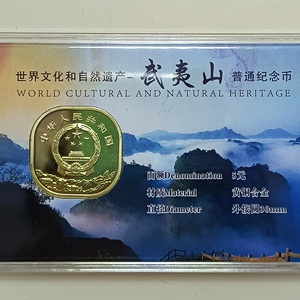 世界文化和自然遗产-武夷山 普通纪念币
WORLD CULTURAL AND NATURAL HERITAGE
中华人民共和国
面额Denomination 5元
材质Material 黄铜合金
直径Diameter 外接圆30mm